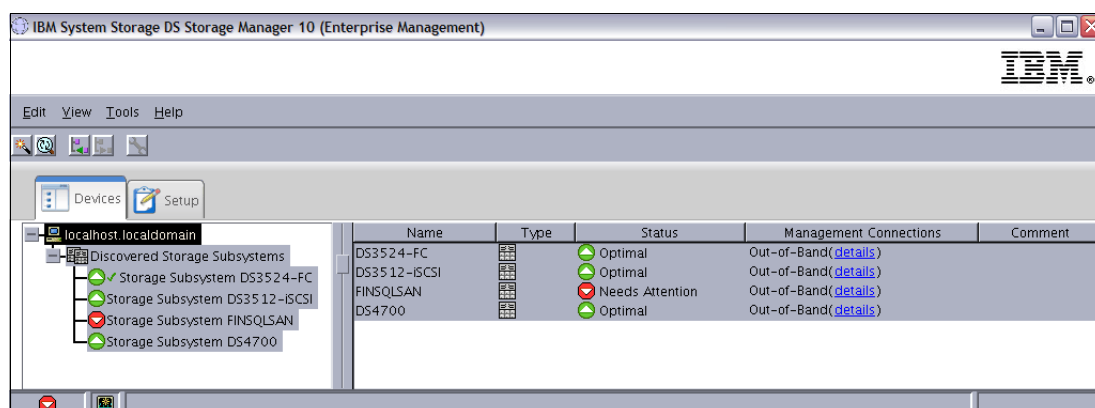 IBM System Storage DS Storage Manager 10 (Enterprise Management)
IBM®
Edit View Tools Help
Devices Setup
localhost.localdomain
Discovered Storage Subsystems
Storage Subsystem DS3524-FC
Storage Subsystem DS3512-iSCSI
Storage Subsystem FINSQLSAN
Storage Subsystem DS4700
Name Type Status Management Connections Comment
DS3524-FC Optimal Out-of-Band(details)
DS3512-iSCSI Optimal Out-of-Band(details)
FINSQLSAN Needs Attention Out-of-Band(details)
DS4700 Optimal Out-of-Band(details)